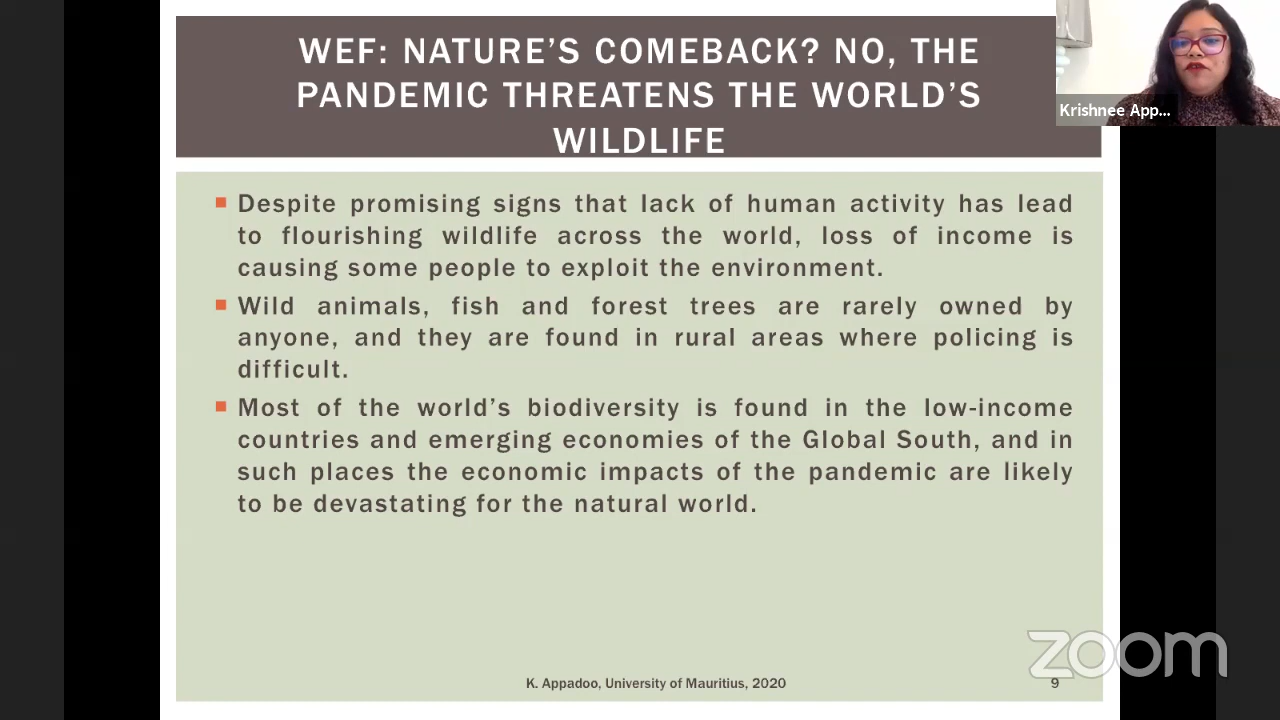 WEF: NATURE'S COMEBACK? NO, THE
PANDEMIC THREATENS THE WORLD'S
WILDLIFE
Krishnee App...
Despite promising signs that lack of human activity has lead
to flourishing wildlife across the world, loss of income is
causing some people to exploit the environment.
Wild animals, fish and forest trees are rarely owned by
anyone, and they are found in rural areas where policing is
difficult.
Most of the world's biodiversity is found in the low-income
countries and emerging economies of the Global South, and in
such places the economic impacts of the pandemic are likely
to be devastating for the natural world.
zoom
K. Appadoo, University of Mauritius, 2020
9